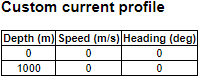 Custom current profile
Depth (m) Speed (m/s) Heading (deg)
0 0 0
1000 0 0